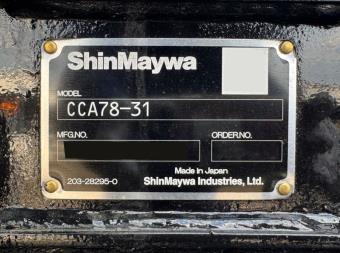 ShinMaywa
MODEL
CCA78-31
MFG.NO. ORDER.NO.
Made in Japan
203-28295-0 ShinMaywa Industries, Ltd.